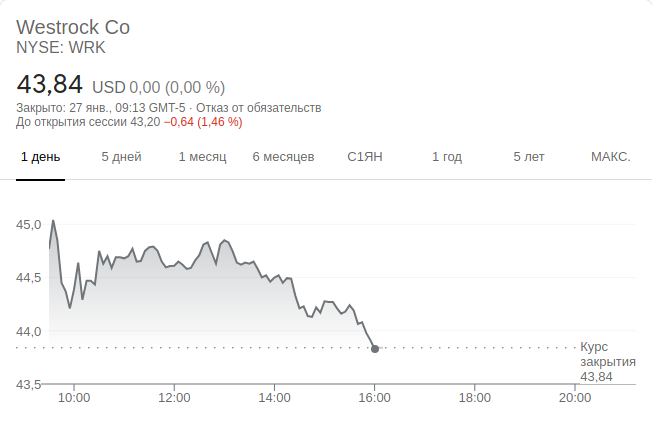 Westrock Co
NYSE: WRK
43,84 USD 0,00 (0,00 %)
Закрыто: 27 янв., 09:13 GMT-5 · Отказ от обязательств
До открытия сессии 43,20 −0,64 (1,46 %)
1 день 5 дней 1 месяц 6 месяцев С1ЯН 1 год 5 лет МАКС.
45,0
44,5
44,0
Курс
закрытия
43,84
43,5
10:00 12:00 14:00 16:00 18:00 20:00